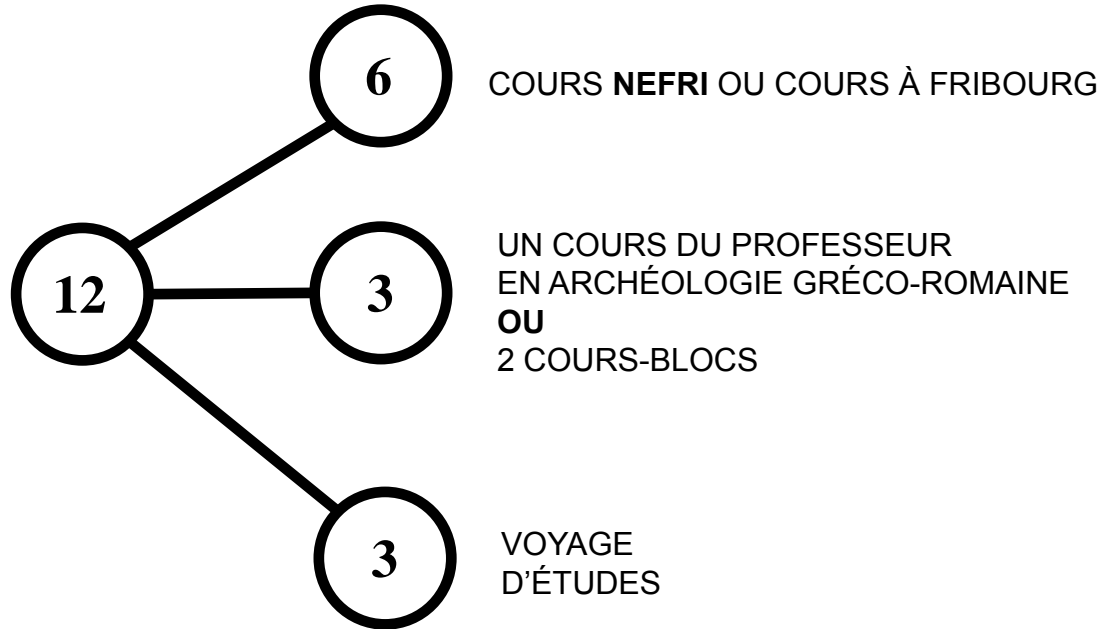 6
COURS NEFRI OU COURS À FRIBOURG
12
3
UN COURS DU PROFESSEUR
EN ARCHÉOLOGIE GRÉCO-ROMAINE
OU
2 COURS-BLOCS
3
VOYAGE
D’ÉTUDES